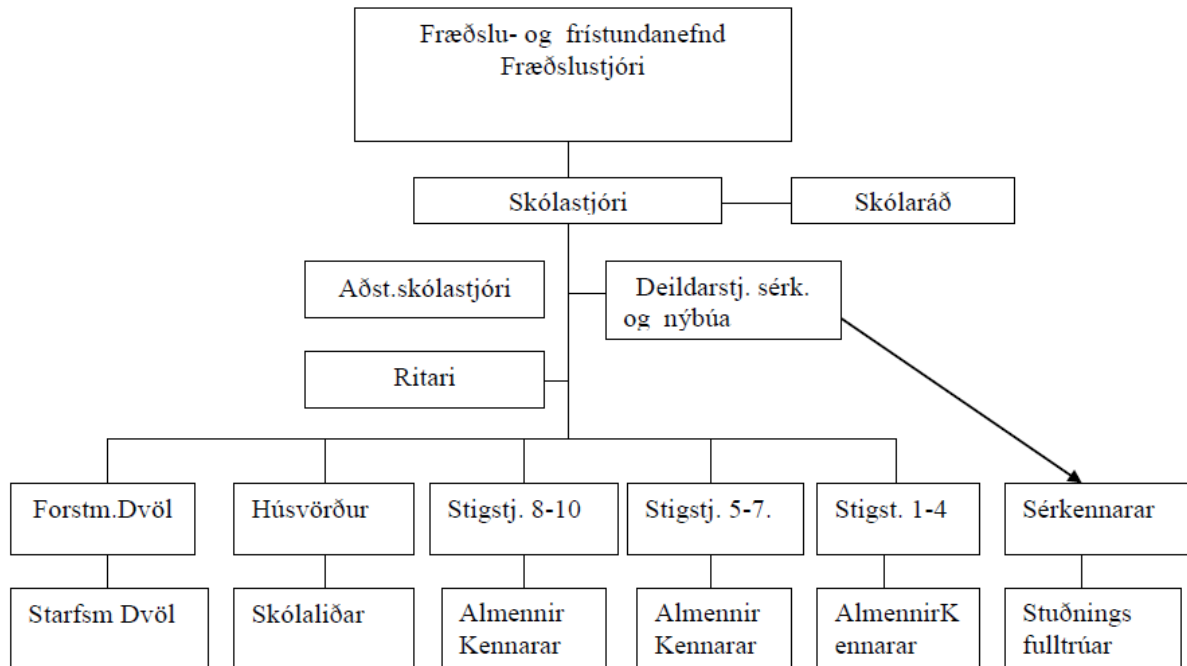 Fræðslu- og frístundanefnd
Fræðslustjóri
Skólastjóri
Skólaráð
Aðst.skólastjóri
Deildarstj. sérk.
og nýbúa
Ritari
Forstm.Dvöl
Húsvörður
Stigstj. 8-10
Stigstj. 5-7.
Stigst. 1-4
Sérkennarar
Starfsm Dvöl
Skólaliðar
Almennir
Kennarar
Almennir
Kennarar
AlmennirK
ennarar
Stuðnings
fulltrúar